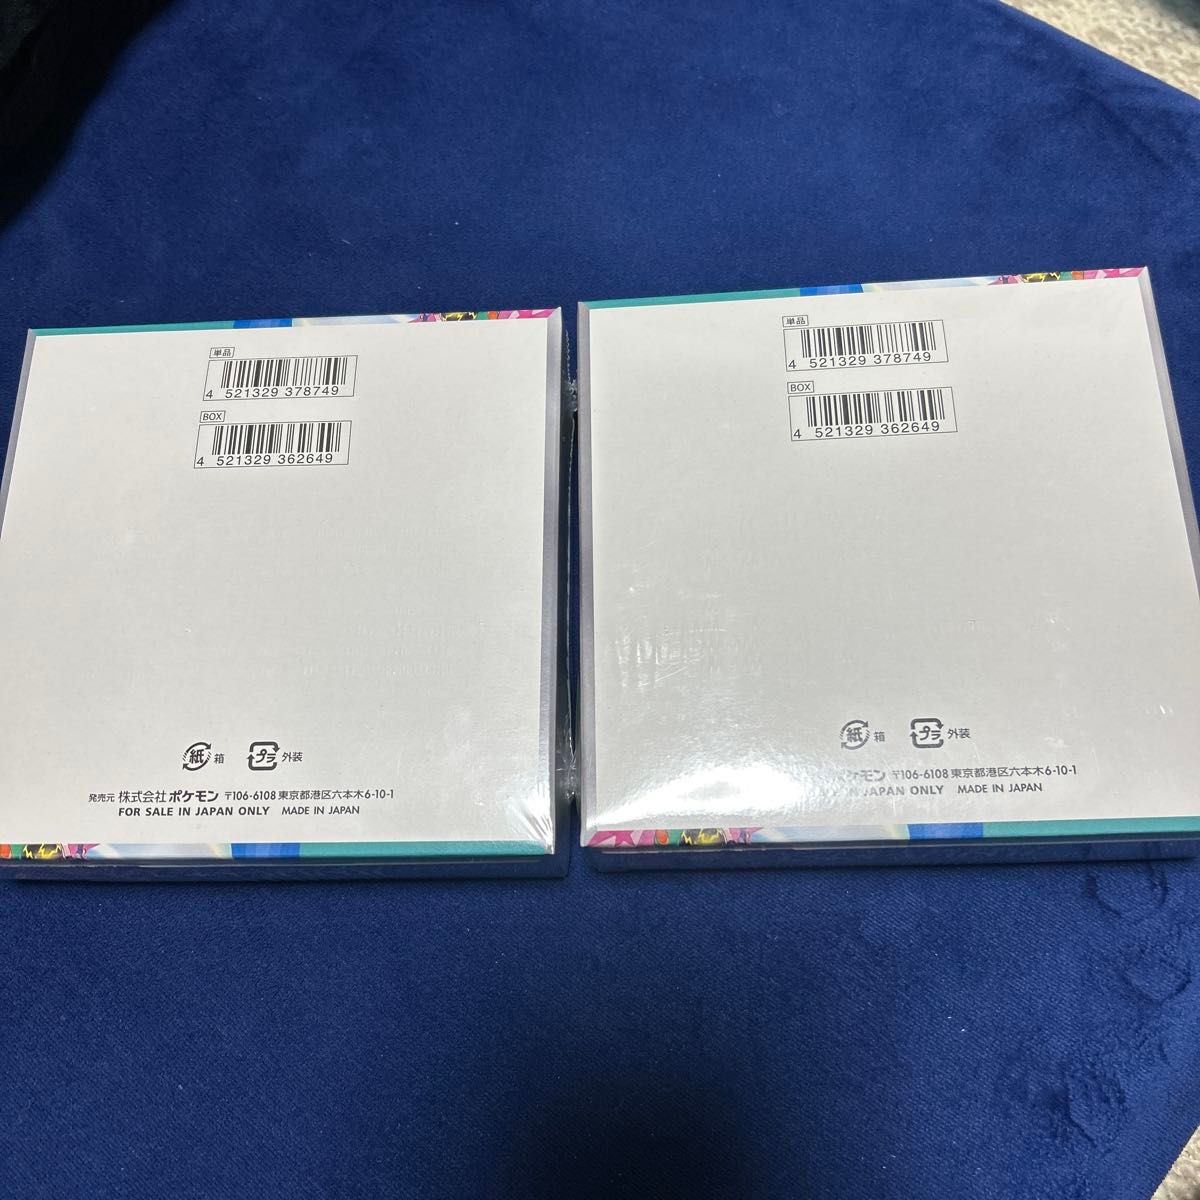 単品
4 521329 378749
BOX
4 521329 362649
紙 箱 プラ 外装
発売元 株式会社ポケモン 〒106-6108 東京都港区六本木6-10-1
FOR SALE IN JAPAN ONLY MADE IN JAPAN
単品
4 521329 378749
BOX
4 521329 362649
紙 箱 プラ 外装
ポケモン 〒106-6108 東京都港区六本木6-10-1
IN JAPAN ONLY MADE IN JAPAN